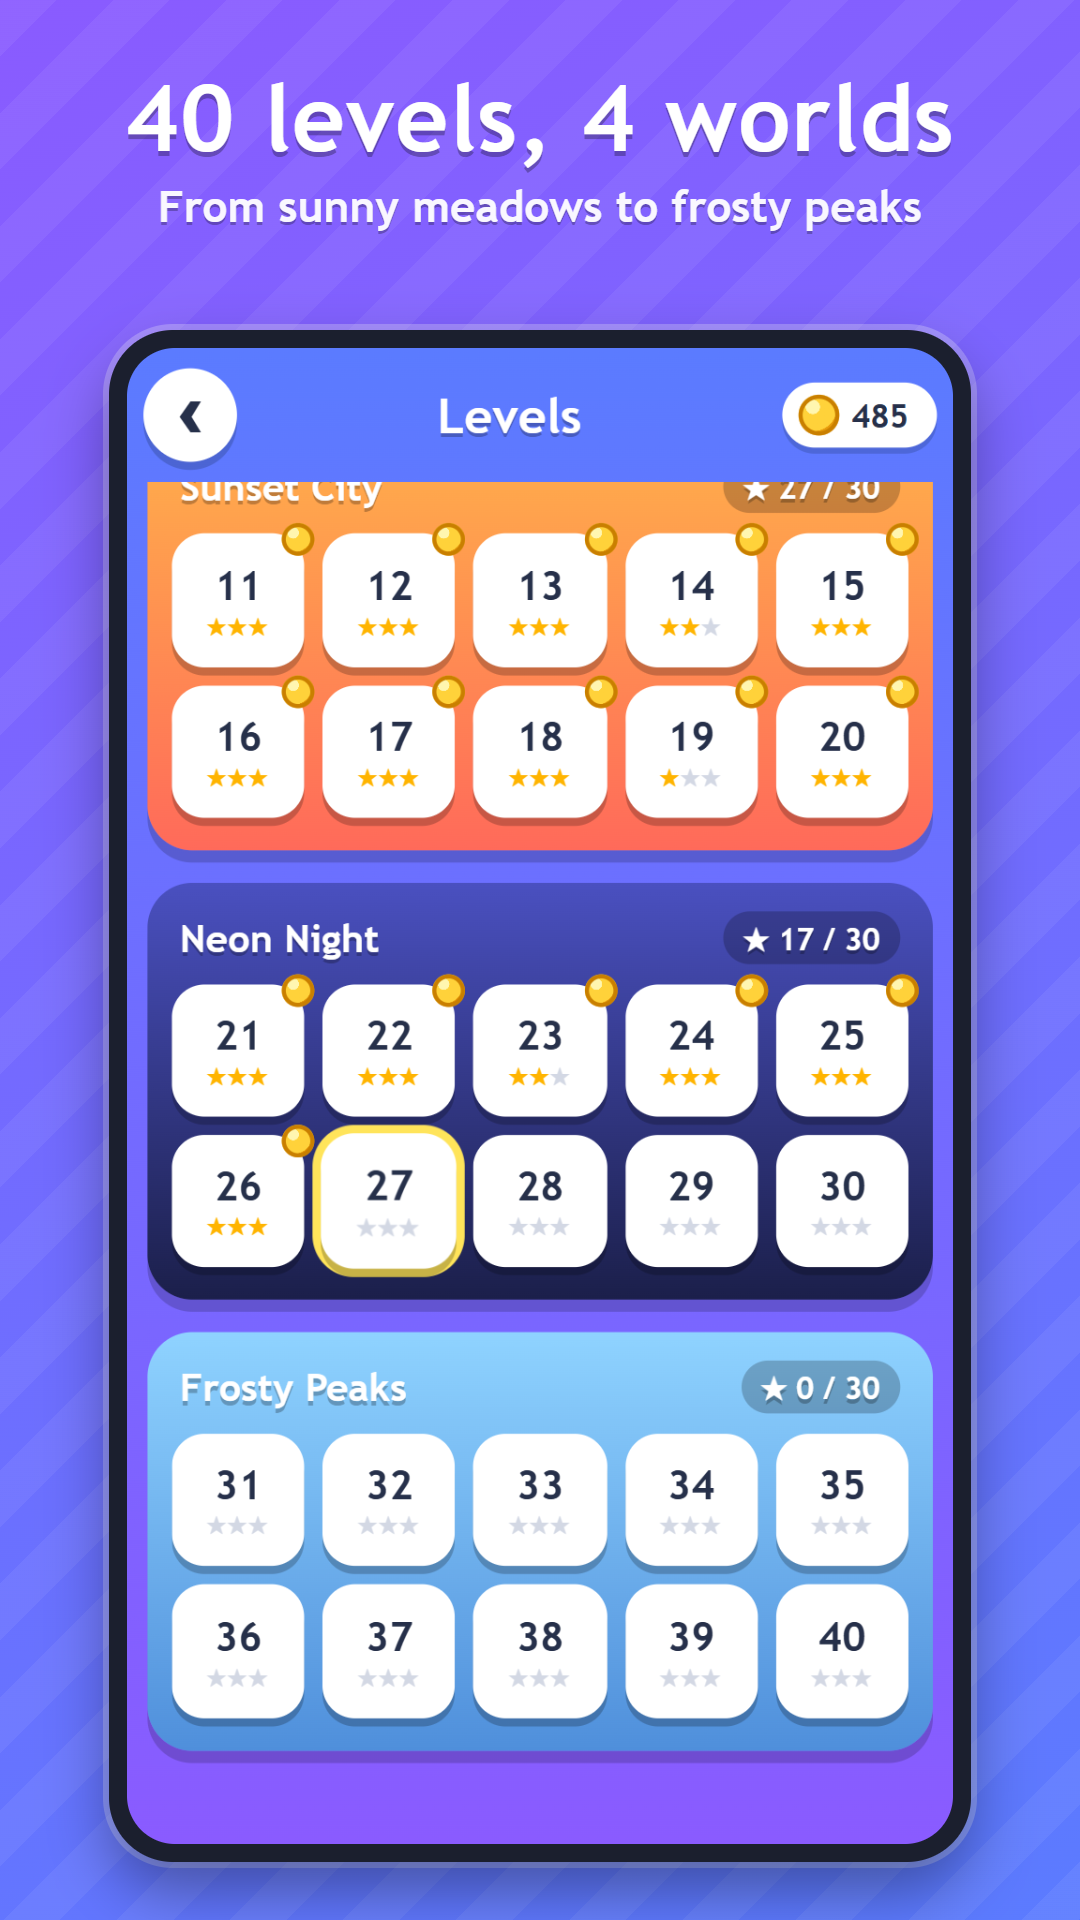 40 levels, 4 worlds
From sunny meadows to frosty peaks
Levels
485
Sunset City
★ 27 / 30
11 12 13 14 15
16 17 18 19 20
Neon Night
★ 17 / 30
21 22 23 24 25
26 27 28 29 30
Frosty Peaks
★ 0 / 30
31 32 33 34 35
36 37 38 39 40